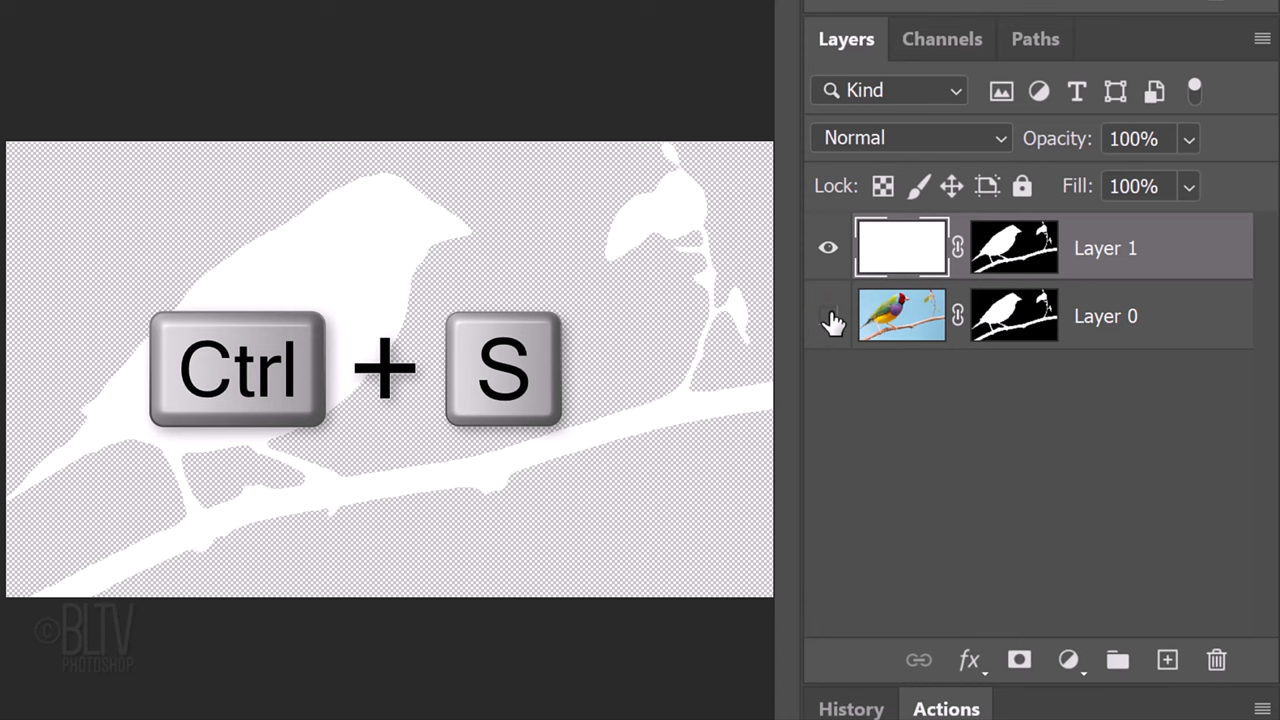 Layers Channels Paths
Kind
Normal Opacity: 100%
Lock: Fill: 100%
Layer 1
Layer 0
Ctrl + S
©BLTV
PHOTOSHOP
fx
History Actions